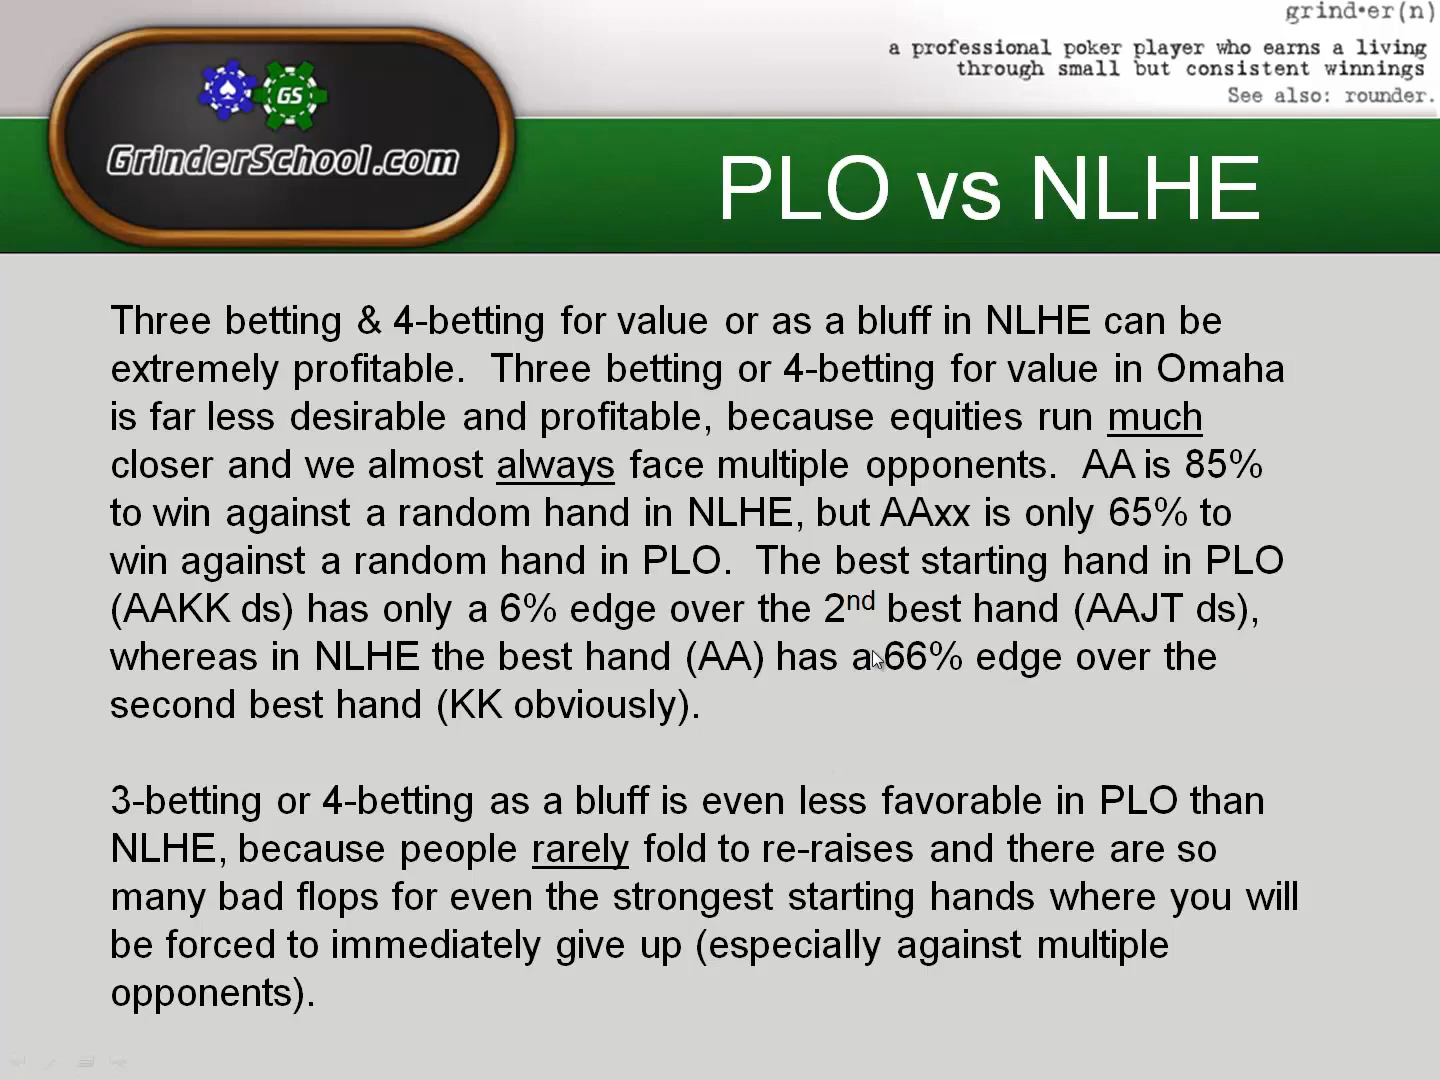 grind•er(n)
a professional poker player who earns a living
through small but consistent winnings
See also: rounder.
GS
GrinderSchool.com
PLO vs NLHE
Three betting & 4-betting for value or as a bluff in NLHE can be
extremely profitable.  Three betting or 4-betting for value in Omaha
is far less desirable and profitable, because equities run much
closer and we almost always face multiple opponents.  AA is 85%
to win against a random hand in NLHE, but AAxx is only 65% to
win against a random hand in PLO.  The best starting hand in PLO
(AAKK ds) has only a 6% edge over the 2nd best hand (AAJT ds),
whereas in NLHE the best hand (AA) has a 66% edge over the
second best hand (KK obviously).
3-betting or 4-betting as a bluff is even less favorable in PLO than
NLHE, because people rarely fold to re-raises and there are so
many bad flops for even the strongest starting hands where you will
be forced to immediately give up (especially against multiple
opponents).